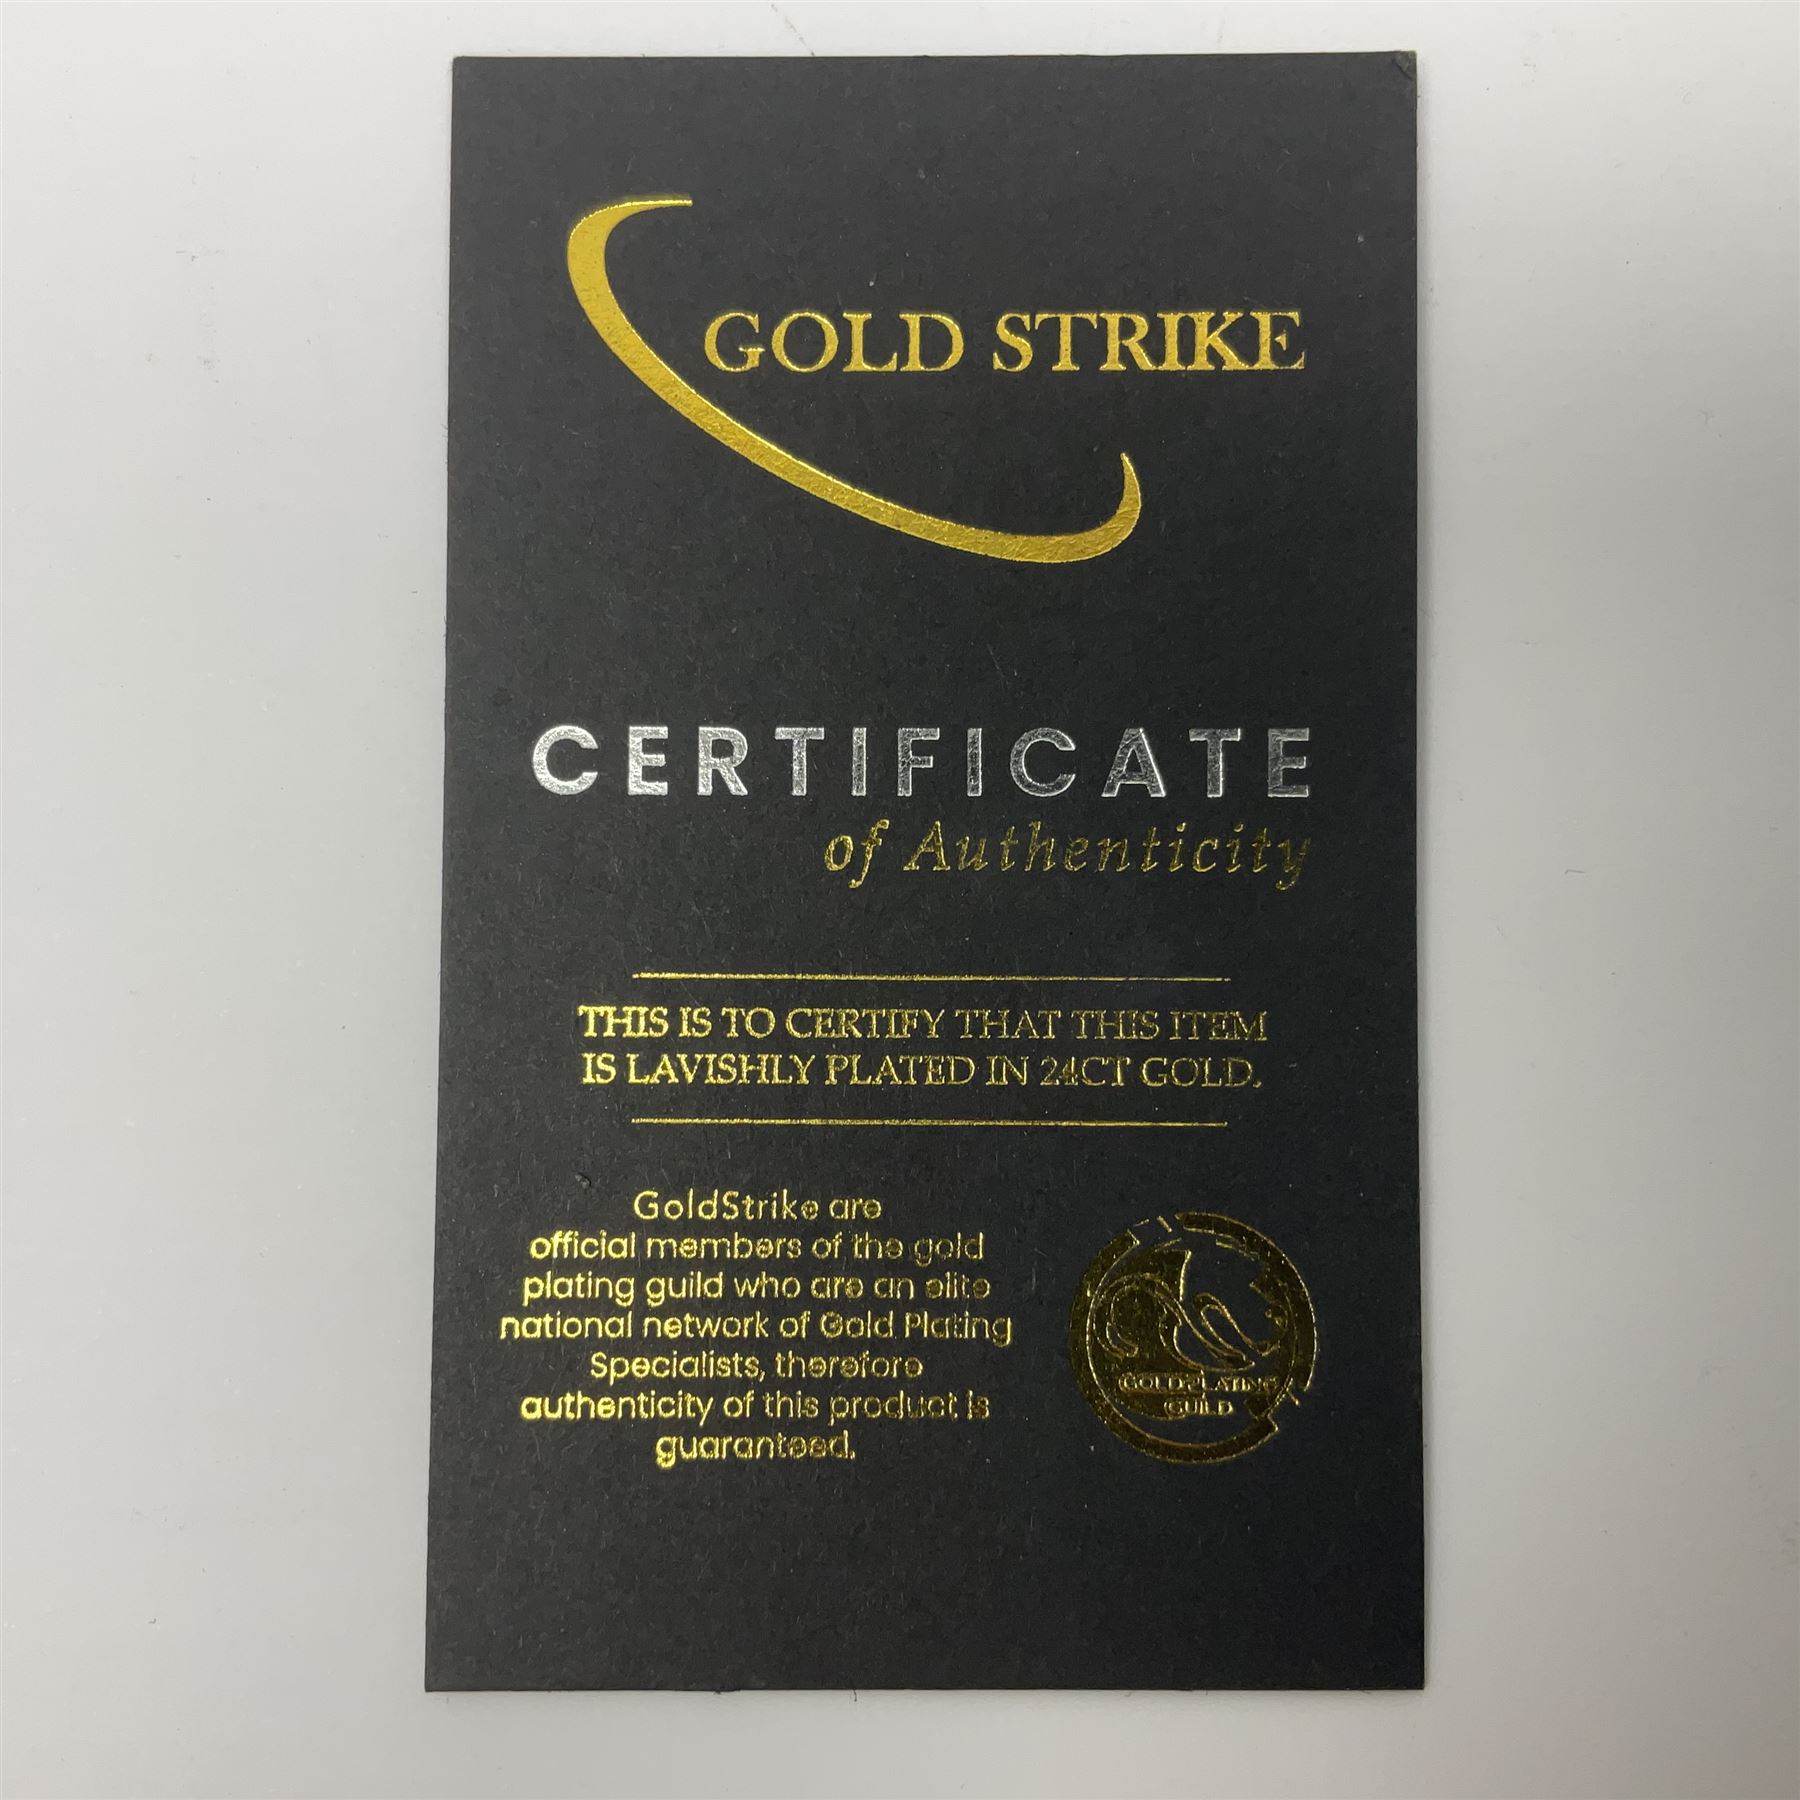 GOLD STRIKE
CERTIFICATE
of Authenticity
THIS IS TO CERTIFY THAT THIS ITEM
IS LAVISHLY PLATED IN 24CT GOLD.
GoldStrike are
official members of the gold
plating guild who are an elite
national network of Gold Plating
Specialists, therefore
authenticity of this product is
guaranteed.
GOLD PLATING
GUILD